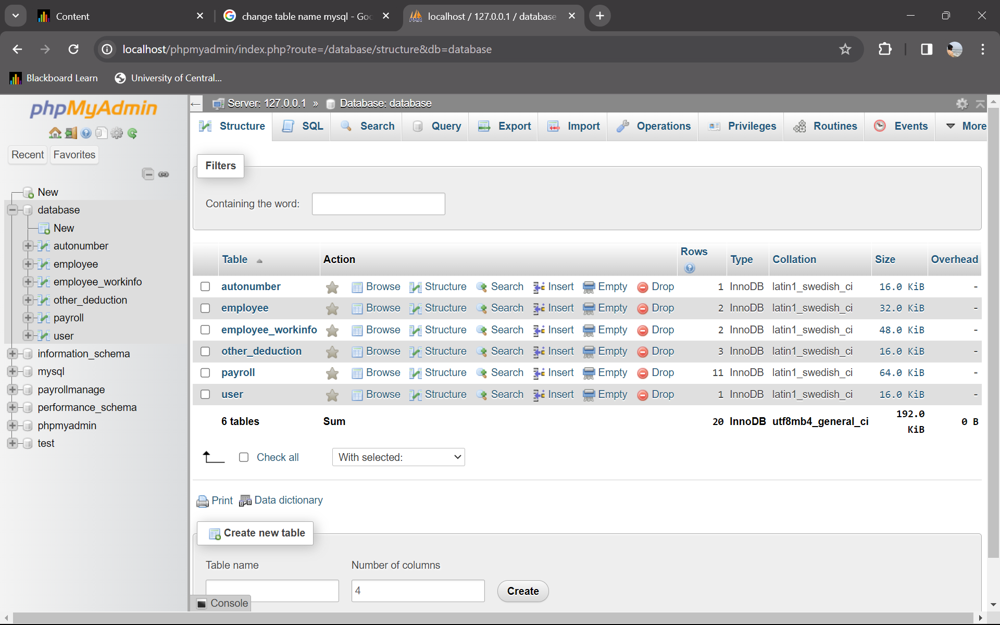 Content
change table name mysql - Goo
localhost / 127.0.0.1 / database
localhost/phpmyadmin/index.php?route=/database/structure&db=database
Blackboard Learn
University of Central...
phpMyAdmin
Recent
Favorites
New
database
New
autonumber
employee
employee_workinfo
other_deduction
payroll
user
information_schema
mysql
payrollmanage
performance_schema
phpmyadmin
test
Server: 127.0.0.1 » Database: database
Structure SQL Search Query Export Import Operations Privileges Routines Events More
Filters
Containing the word:
Table Action Rows Type Collation Size Overhead
autonumber Browse Structure Search Insert Empty Drop 1 InnoDB latin1_swedish_ci 16.0 KiB -
employee Browse Structure Search Insert Empty Drop 2 InnoDB latin1_swedish_ci 32.0 KiB -
employee_workinfo Browse Structure Search Insert Empty Drop 2 InnoDB latin1_swedish_ci 48.0 KiB -
other_deduction Browse Structure Search Insert Empty Drop 3 InnoDB latin1_swedish_ci 16.0 KiB -
payroll Browse Structure Search Insert Empty Drop 11 InnoDB latin1_swedish_ci 64.0 KiB -
user Browse Structure Search Insert Empty Drop 1 InnoDB latin1_swedish_ci 16.0 KiB -
6 tables Sum 20 InnoDB utf8mb4_general_ci 192.0 KiB 0 B
Check all With selected:
Print Data dictionary
Create new table
Table name Number of columns
4 Create
Console